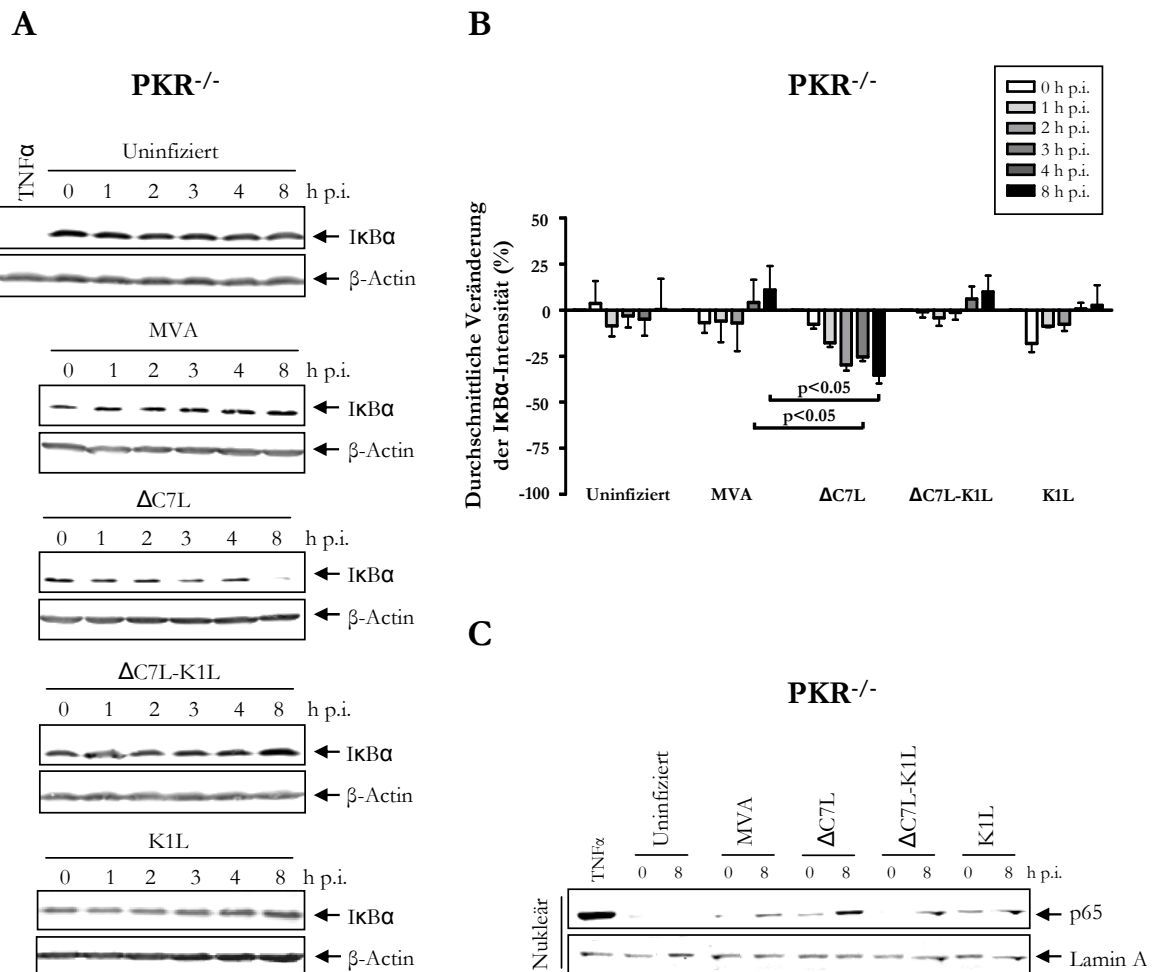 A
PKR-/-
TNFα
Uninfiziert
0 1 2 3 4 8 h p.i.
IκBα
β-Actin
MVA
0 1 2 3 4 8 h p.i.
IκBα
β-Actin
ΔC7L
0 1 2 3 4 8 h p.i.
IκBα
β-Actin
ΔC7L-K1L
0 1 2 3 4 8 h p.i.
IκBα
β-Actin
K1L
0 1 2 3 4 8 h p.i.
IκBα
β-Actin
B
PKR-/-
0 h p.i.
1 h p.i.
2 h p.i.
3 h p.i.
4 h p.i.
8 h p.i.
Durchschnittliche Veränderung
der IκBα-Intensität (%)
50
25
0
-25
-50
-75
-100
p<0.05
p<0.05
Uninfiziert MVA ΔC7L ΔC7L-K1L K1L
C
PKR-/-
TNFα
Uninfiziert
MVA
ΔC7L
ΔC7L-K1L
K1L
0 8 0 8 0 8 0 8 0 8 h p.i.
Nukleär
p65
Lamin A